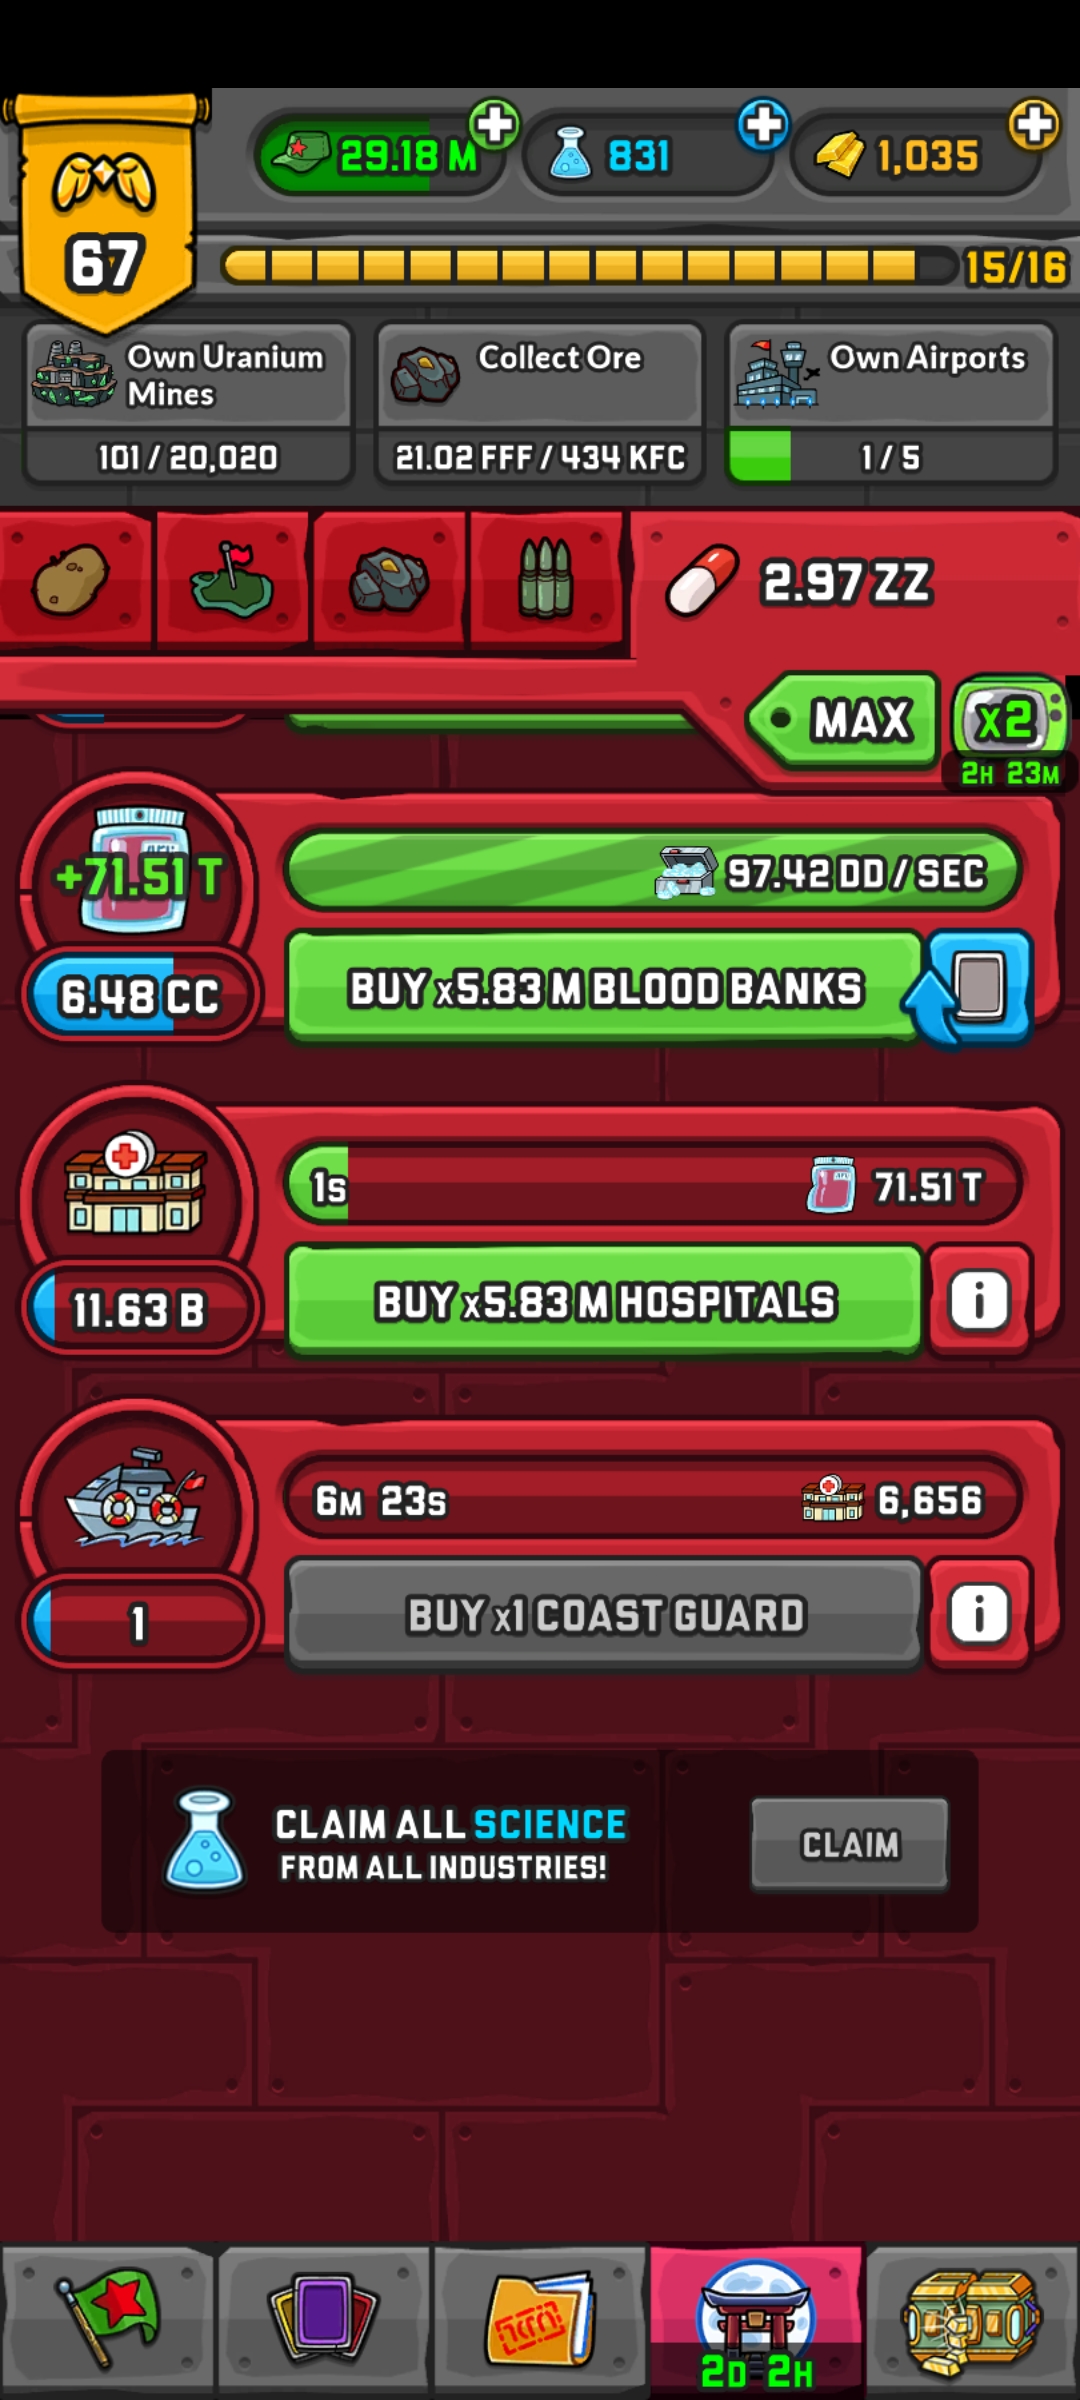 29.18 M
831
1,035
67
15/16
Own Uranium
Mines
Collect Ore
Own Airports
101 / 20,020
21.02 FFF / 434 KFC
1 / 5
2.97 ZZ
MAX
x2
2H 23M
+71.51 T
97.42 DD / SEC
6.48 CC
BUY x5.83 M BLOOD BANKS
1s
71.51 T
11.63 B
BUY x5.83 M HOSPITALS
i
6M 23s
6,656
1
BUY x1 COAST GUARD
i
CLAIM ALL SCIENCE
FROM ALL INDUSTRIES!
CLAIM
2D 2H